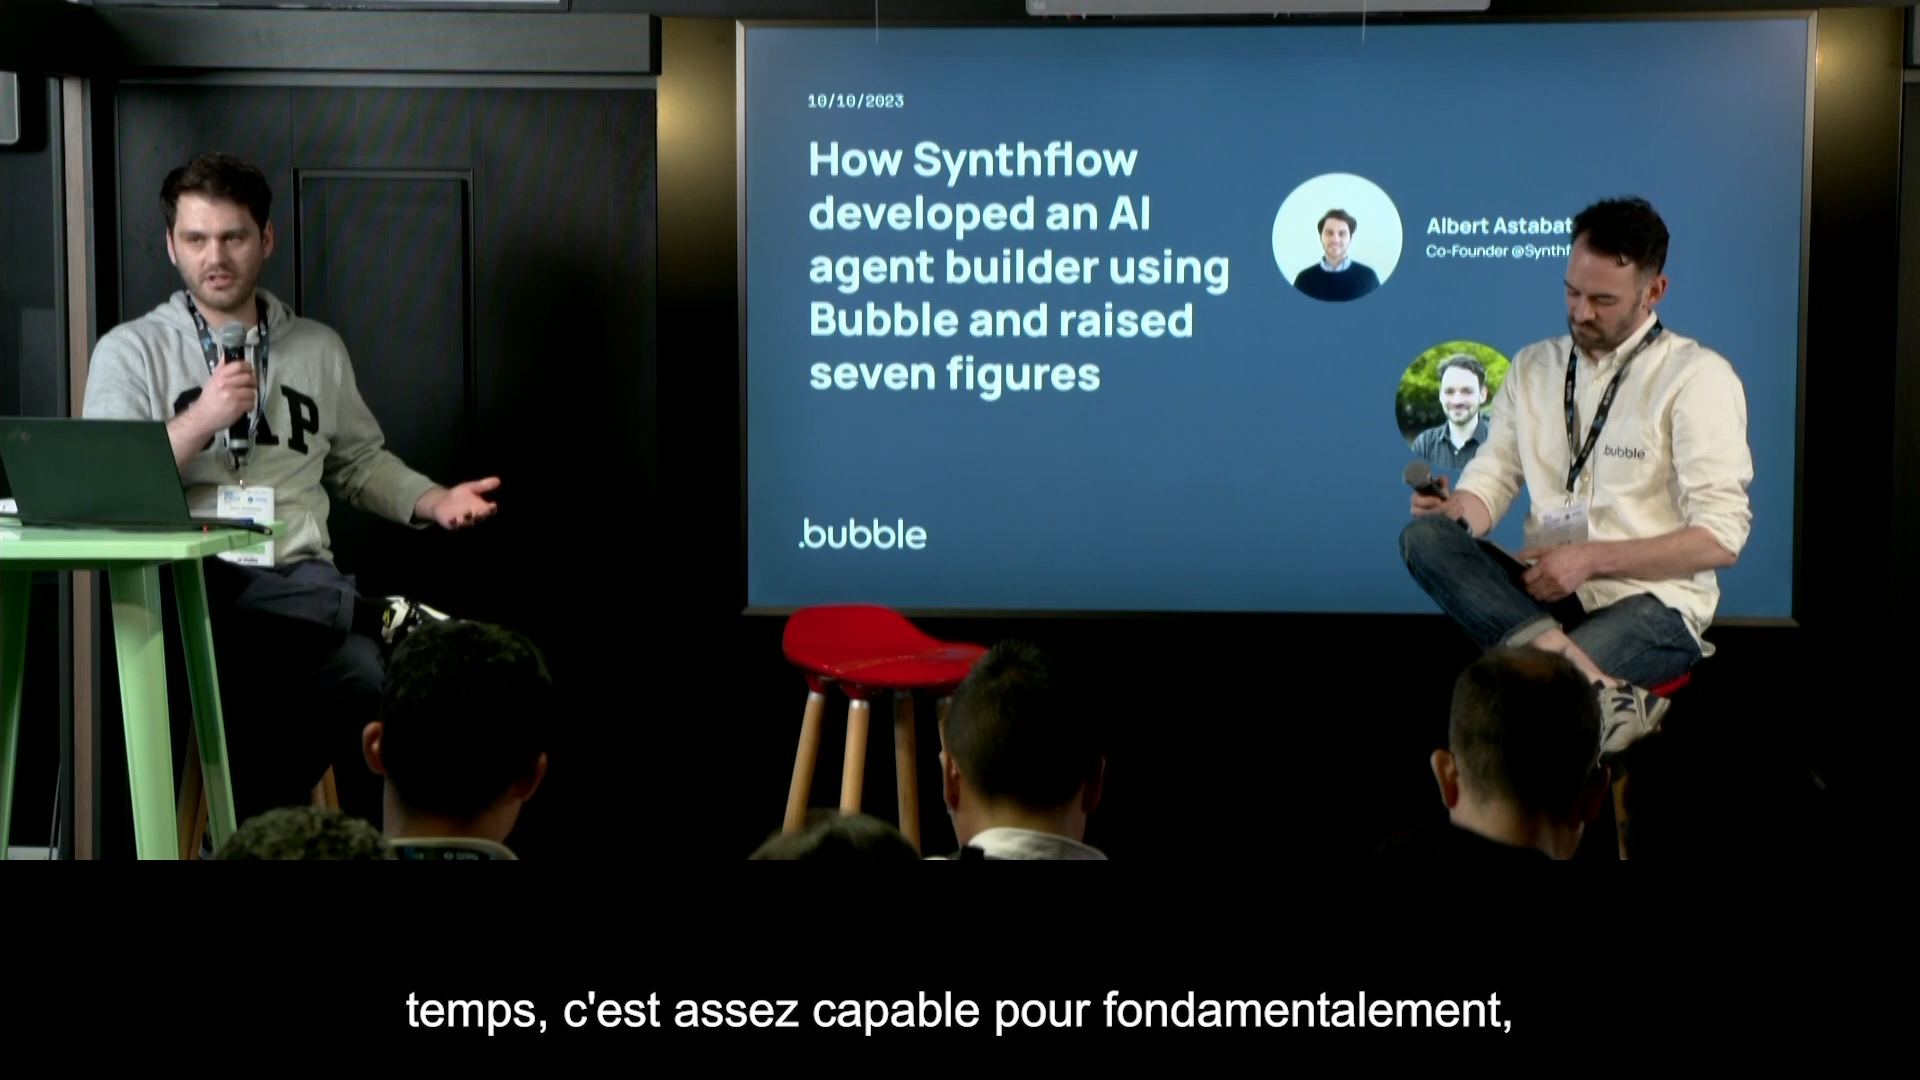 10/10/2023
How Synthflow
developed an AI
agent builder using
Bubble and raised
seven figures
Albert Astabat
Co-Founder @Synthf
.bubble
.bubble
temps, c'est assez capable pour fondamentalement,